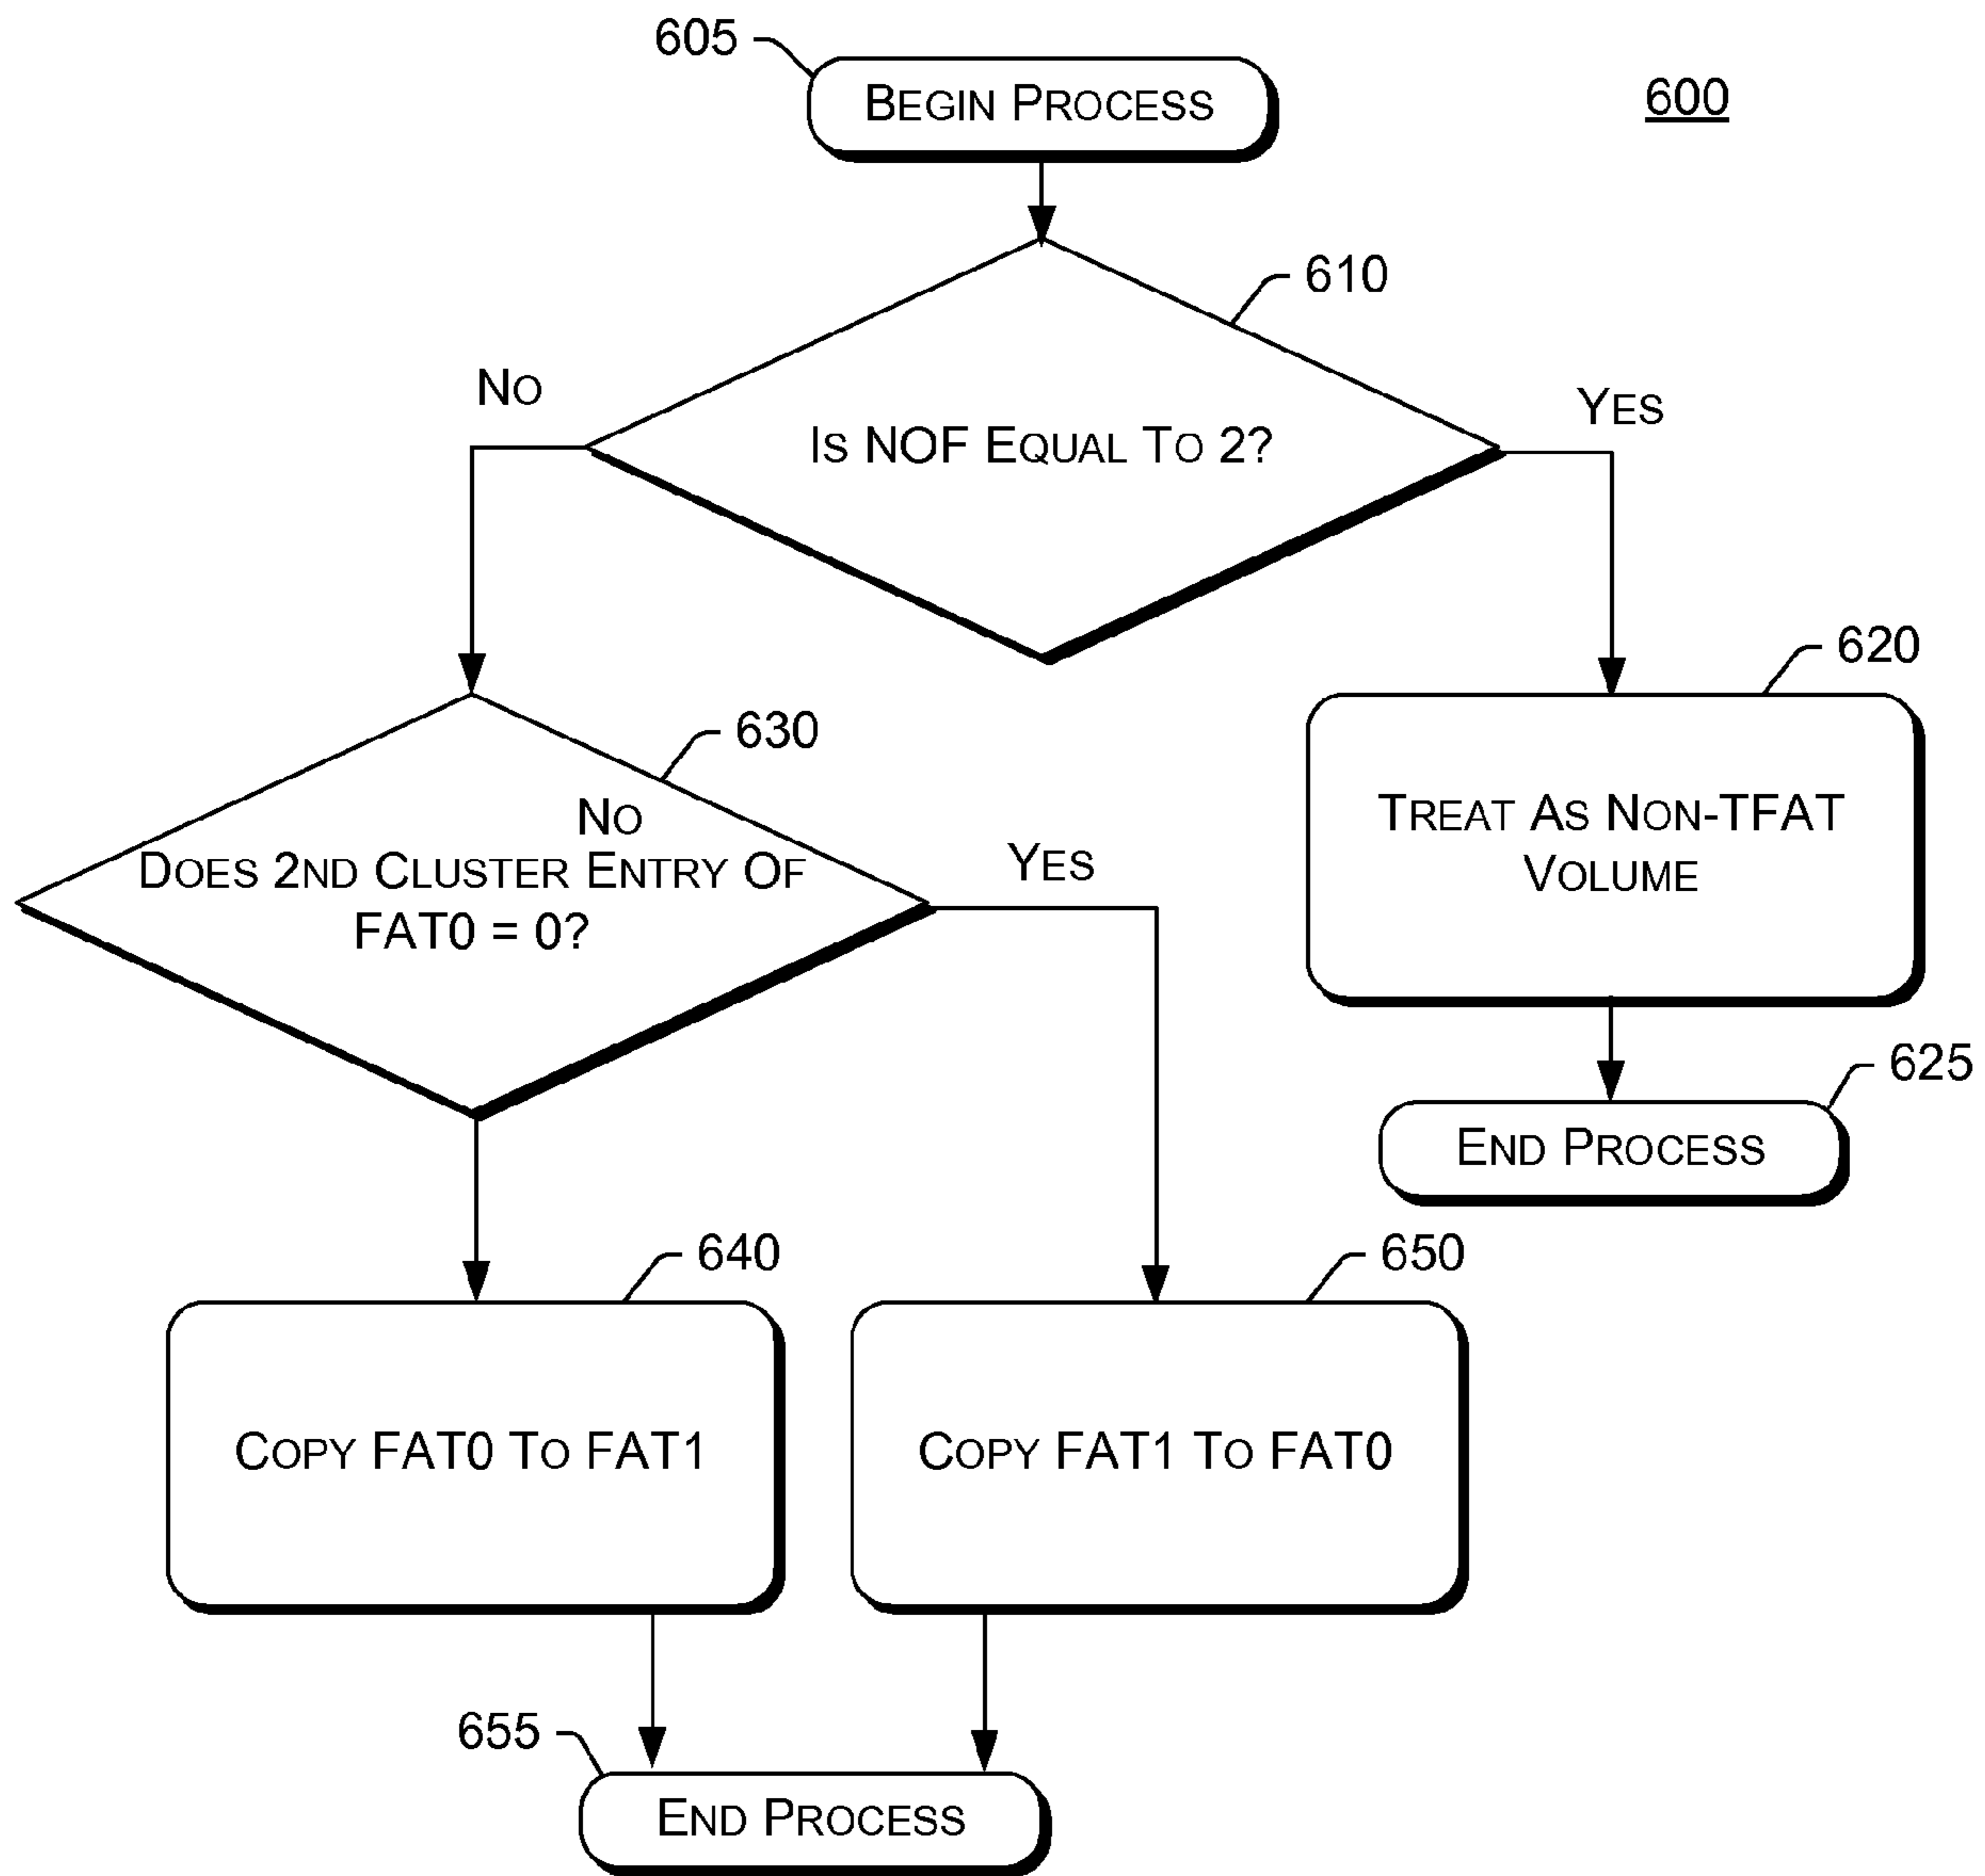 605
BEGIN PROCESS
600
610
NO
YES
IS NOF EQUAL TO 2?
620
630
NO
DOES 2ND CLUSTER ENTRY OF
FAT0 = 0?
YES
TREAT AS NON-TFAT
VOLUME
625
END PROCESS
640
650
COPY FAT0 TO FAT1
COPY FAT1 TO FAT0
655
END PROCESS